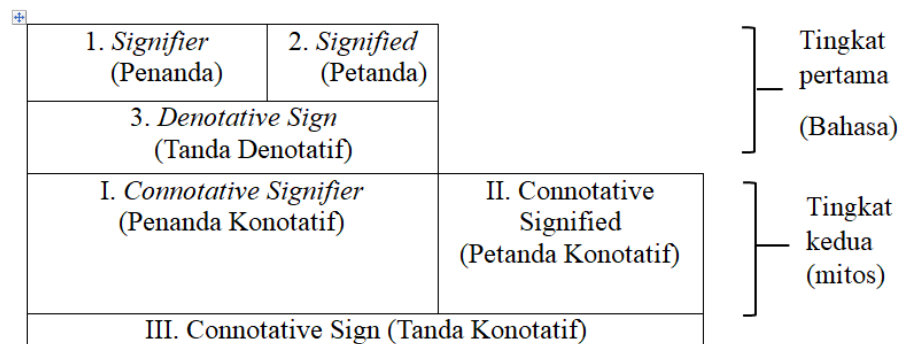 1. Signifier
(Penanda)
2. Signified
(Petanda)
3. Denotative Sign
(Tanda Denotatif)
Tingkat
pertama
(Bahasa)
I. Connotative Signifier
(Penanda Konotatif)
II. Connotative
Signified
(Petanda Konotatif)
Tingkat
kedua
(mitos)
III. Connotative Sign (Tanda Konotatif)